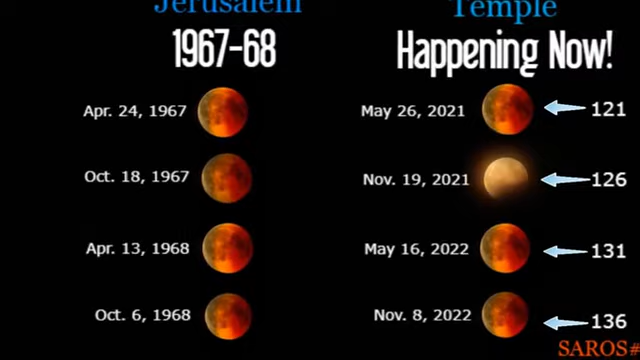 Jerusalem Temple
1967-68 Happening Now!
Apr. 24, 1967 May 26, 2021 121
Oct. 18, 1967 Nov. 19, 2021 126
Apr. 13, 1968 May 16, 2022 131
Oct. 6, 1968 Nov. 8, 2022 136
SAROS#